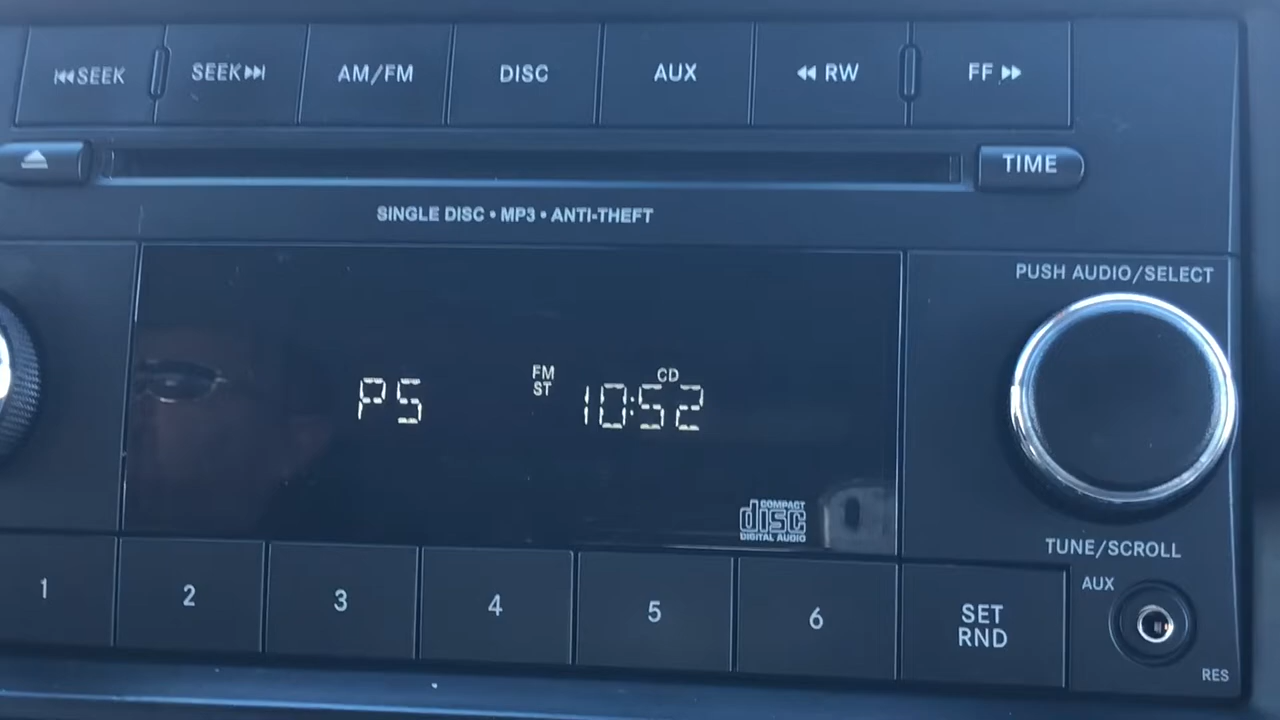 ⏮SEEK SEEK⏭ AM/FM DISC AUX ◀◀ RW FF ▶▶
TIME
SINGLE DISC • MP3 • ANTI-THEFT
PUSH AUDIO/SELECT
FM CD
ST
P5 10:52
COMPACT
disc
DIGITAL AUDIO
TUNE/SCROLL
AUX
1 2 3 4 5 6 SET
RND
RES